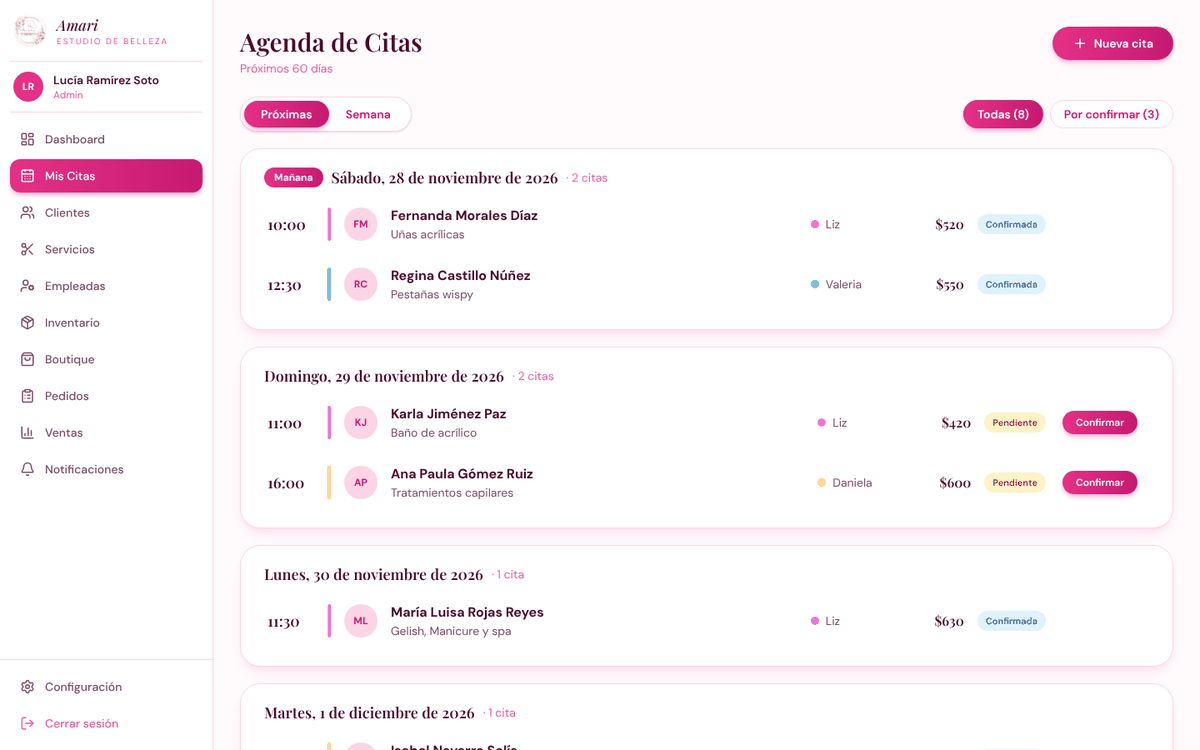 Amari
ESTUDIO DE BELLEZA
LR
Lucía Ramírez Soto
Admin
Dashboard
Mis Citas
Clientes
Servicios
Empleadas
Inventario
Boutique
Pedidos
Ventas
Notificaciones
Configuración
Cerrar sesión
Agenda de Citas
Próximos 60 días
+ Nueva cita
Próximas Semana
Todas (8) Por confirmar (3)
Mañana Sábado, 28 de noviembre de 2026 · 2 citas
10:00 FM Fernanda Morales Díaz Liz $520 Confirmada
Uñas acrílicas
12:30 RC Regina Castillo Núñez Valeria $550 Confirmada
Pestañas wispy
Domingo, 29 de noviembre de 2026 · 2 citas
11:00 KJ Karla Jiménez Paz Liz $420 Pendiente Confirmar
Baño de acrílico
16:00 AP Ana Paula Gómez Ruiz Daniela $600 Pendiente Confirmar
Tratamientos capilares
Lunes, 30 de noviembre de 2026 · 1 cita
11:30 ML María Luisa Rojas Reyes Liz $630 Confirmada
Gelish, Manicure y spa
Martes, 1 de diciembre de 2026 · 1 cita